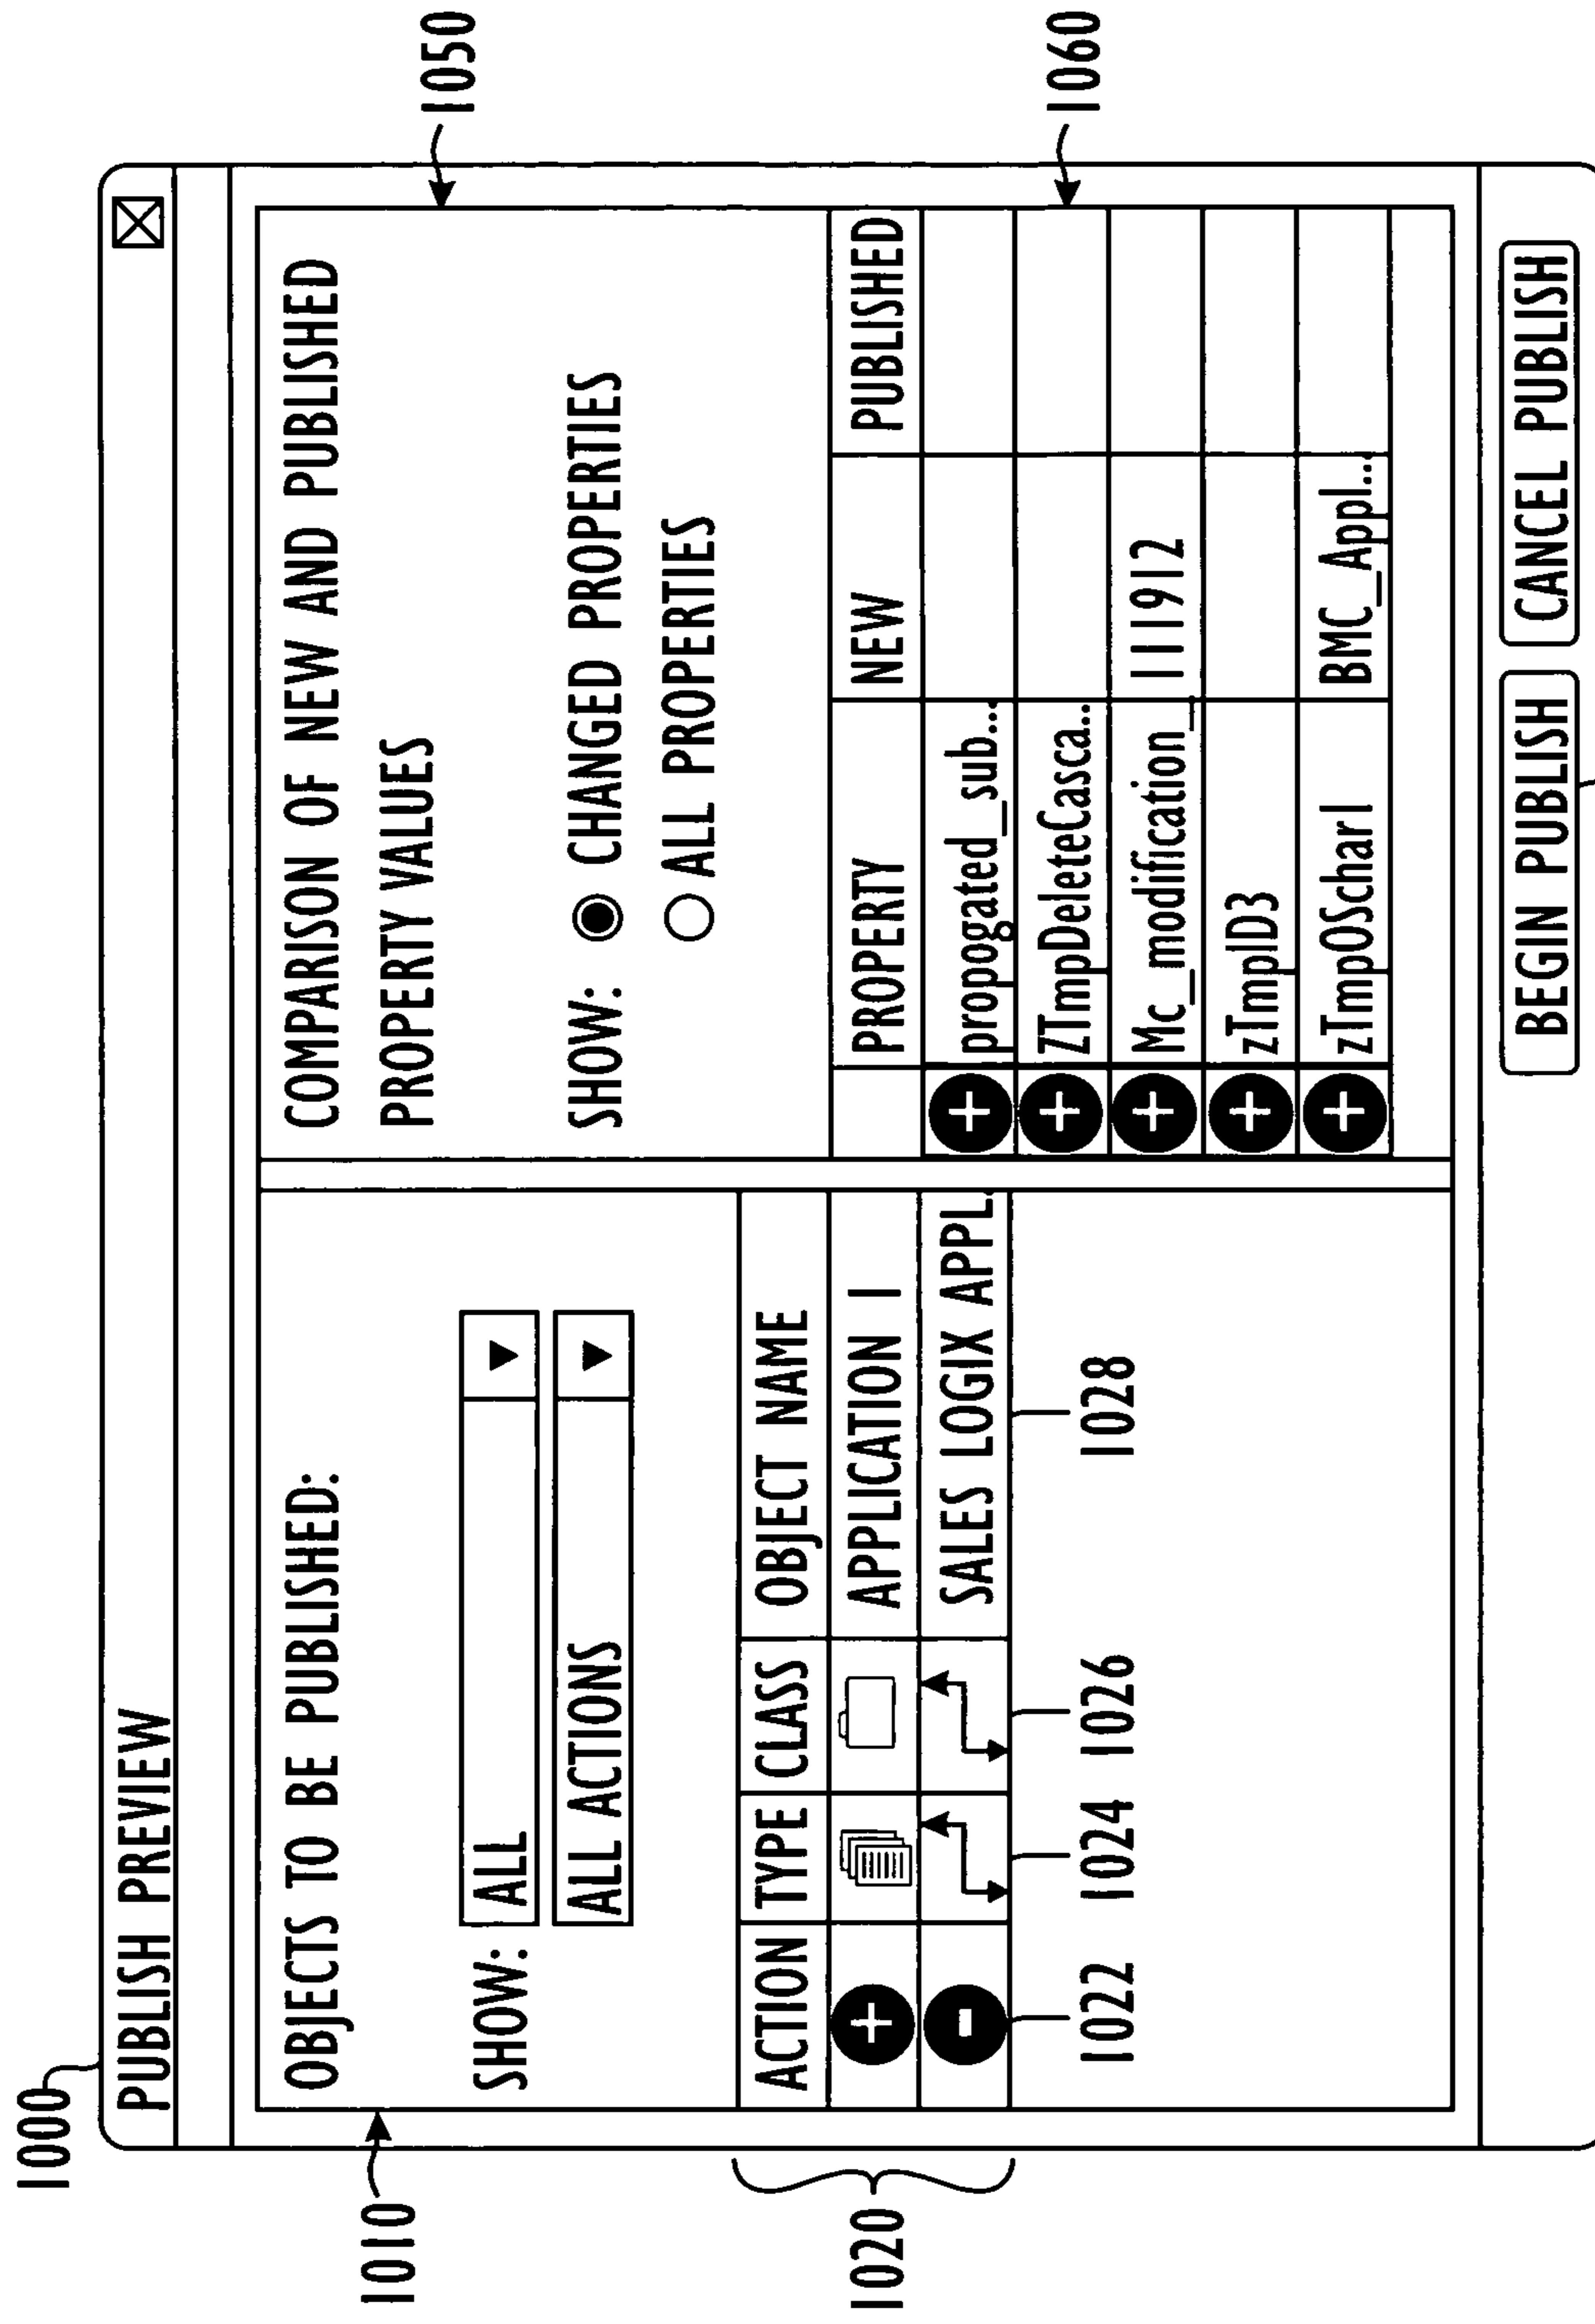 1000
PUBLISH PREVIEW
1010
OBJECTS TO BE PUBLISHED:
SHOW: ALL
ALL ACTIONS
1020
ACTION TYPE CLASS OBJECT NAME
+ APPLICATION 1
- SALES LOGIX APPL.
1022 1024 1026 1028
COMPARISON OF NEW AND PUBLISHED
PROPERTY VALUES
1050
SHOW: CHANGED PROPERTIES
ALL PROPERTIES
PROPERTY NEW PUBLISHED
+ propogated_sub...
+ ZTmpDeleteCasca..
+ Mc_modification_ 111912
+ zTmpID3
+ zTmpOSchar1 BMC_Appl...
1060
BEGIN PUBLISH CANCEL PUBLISH